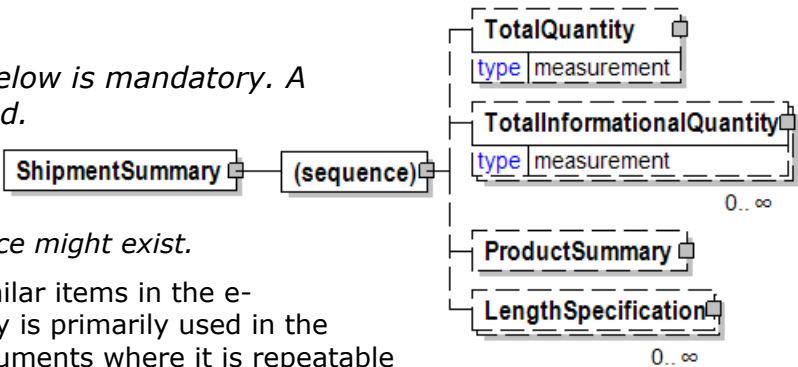 TotalQuantity
type measurement
elow is mandatory. A
d.
TotalInformationalQuantity
type measurement
0.. ∞
ShipmentSummary
(sequence)
ce might exist.
ProductSummary
nilar items in the e-
y is primarily used in the
LengthSpecification
uments where it is repeatable
0.. ∞